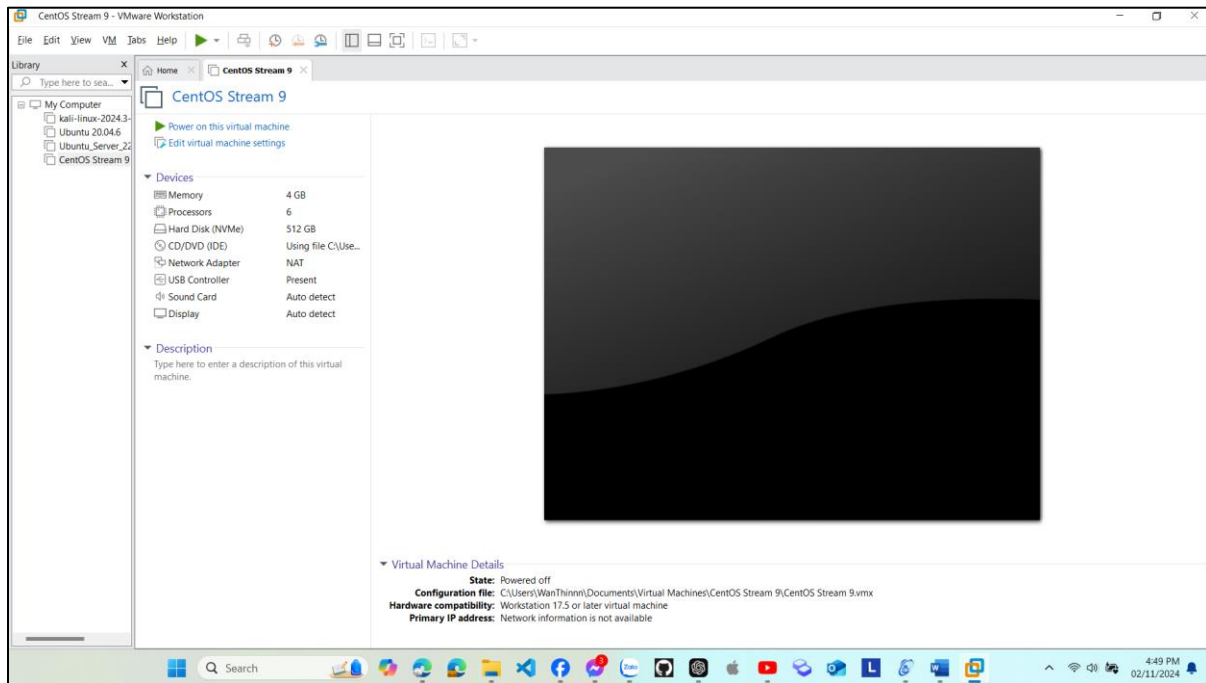 CentOS Stream 9 - VMware Workstation
File Edit View VM Tabs Help
Library X
Type here to sea...
Home CentOS Stream 9
My Computer
kali-linux-2024.3-
Ubuntu 20.04.6
Ubuntu_Server_22
CentOS Stream 9
CentOS Stream 9
Power on this virtual machine
Edit virtual machine settings
Devices
Memory 4 GB
Processors 6
Hard Disk (NVMe) 512 GB
CD/DVD (IDE) Using file C:\Use...
Network Adapter NAT
USB Controller Present
Sound Card Auto detect
Display Auto detect
Description
Type here to enter a description of this virtual
machine.
Virtual Machine Details
State: Powered off
Configuration file: C:\Users\WanThinnn\Documents\Virtual Machines\CentOS Stream 9\CentOS Stream 9.vmx
Hardware compatibility: Workstation 17.5 or later virtual machine
Primary IP address: Network information is not available
Search 3 Zalo L 4:49 PM
02/11/2024